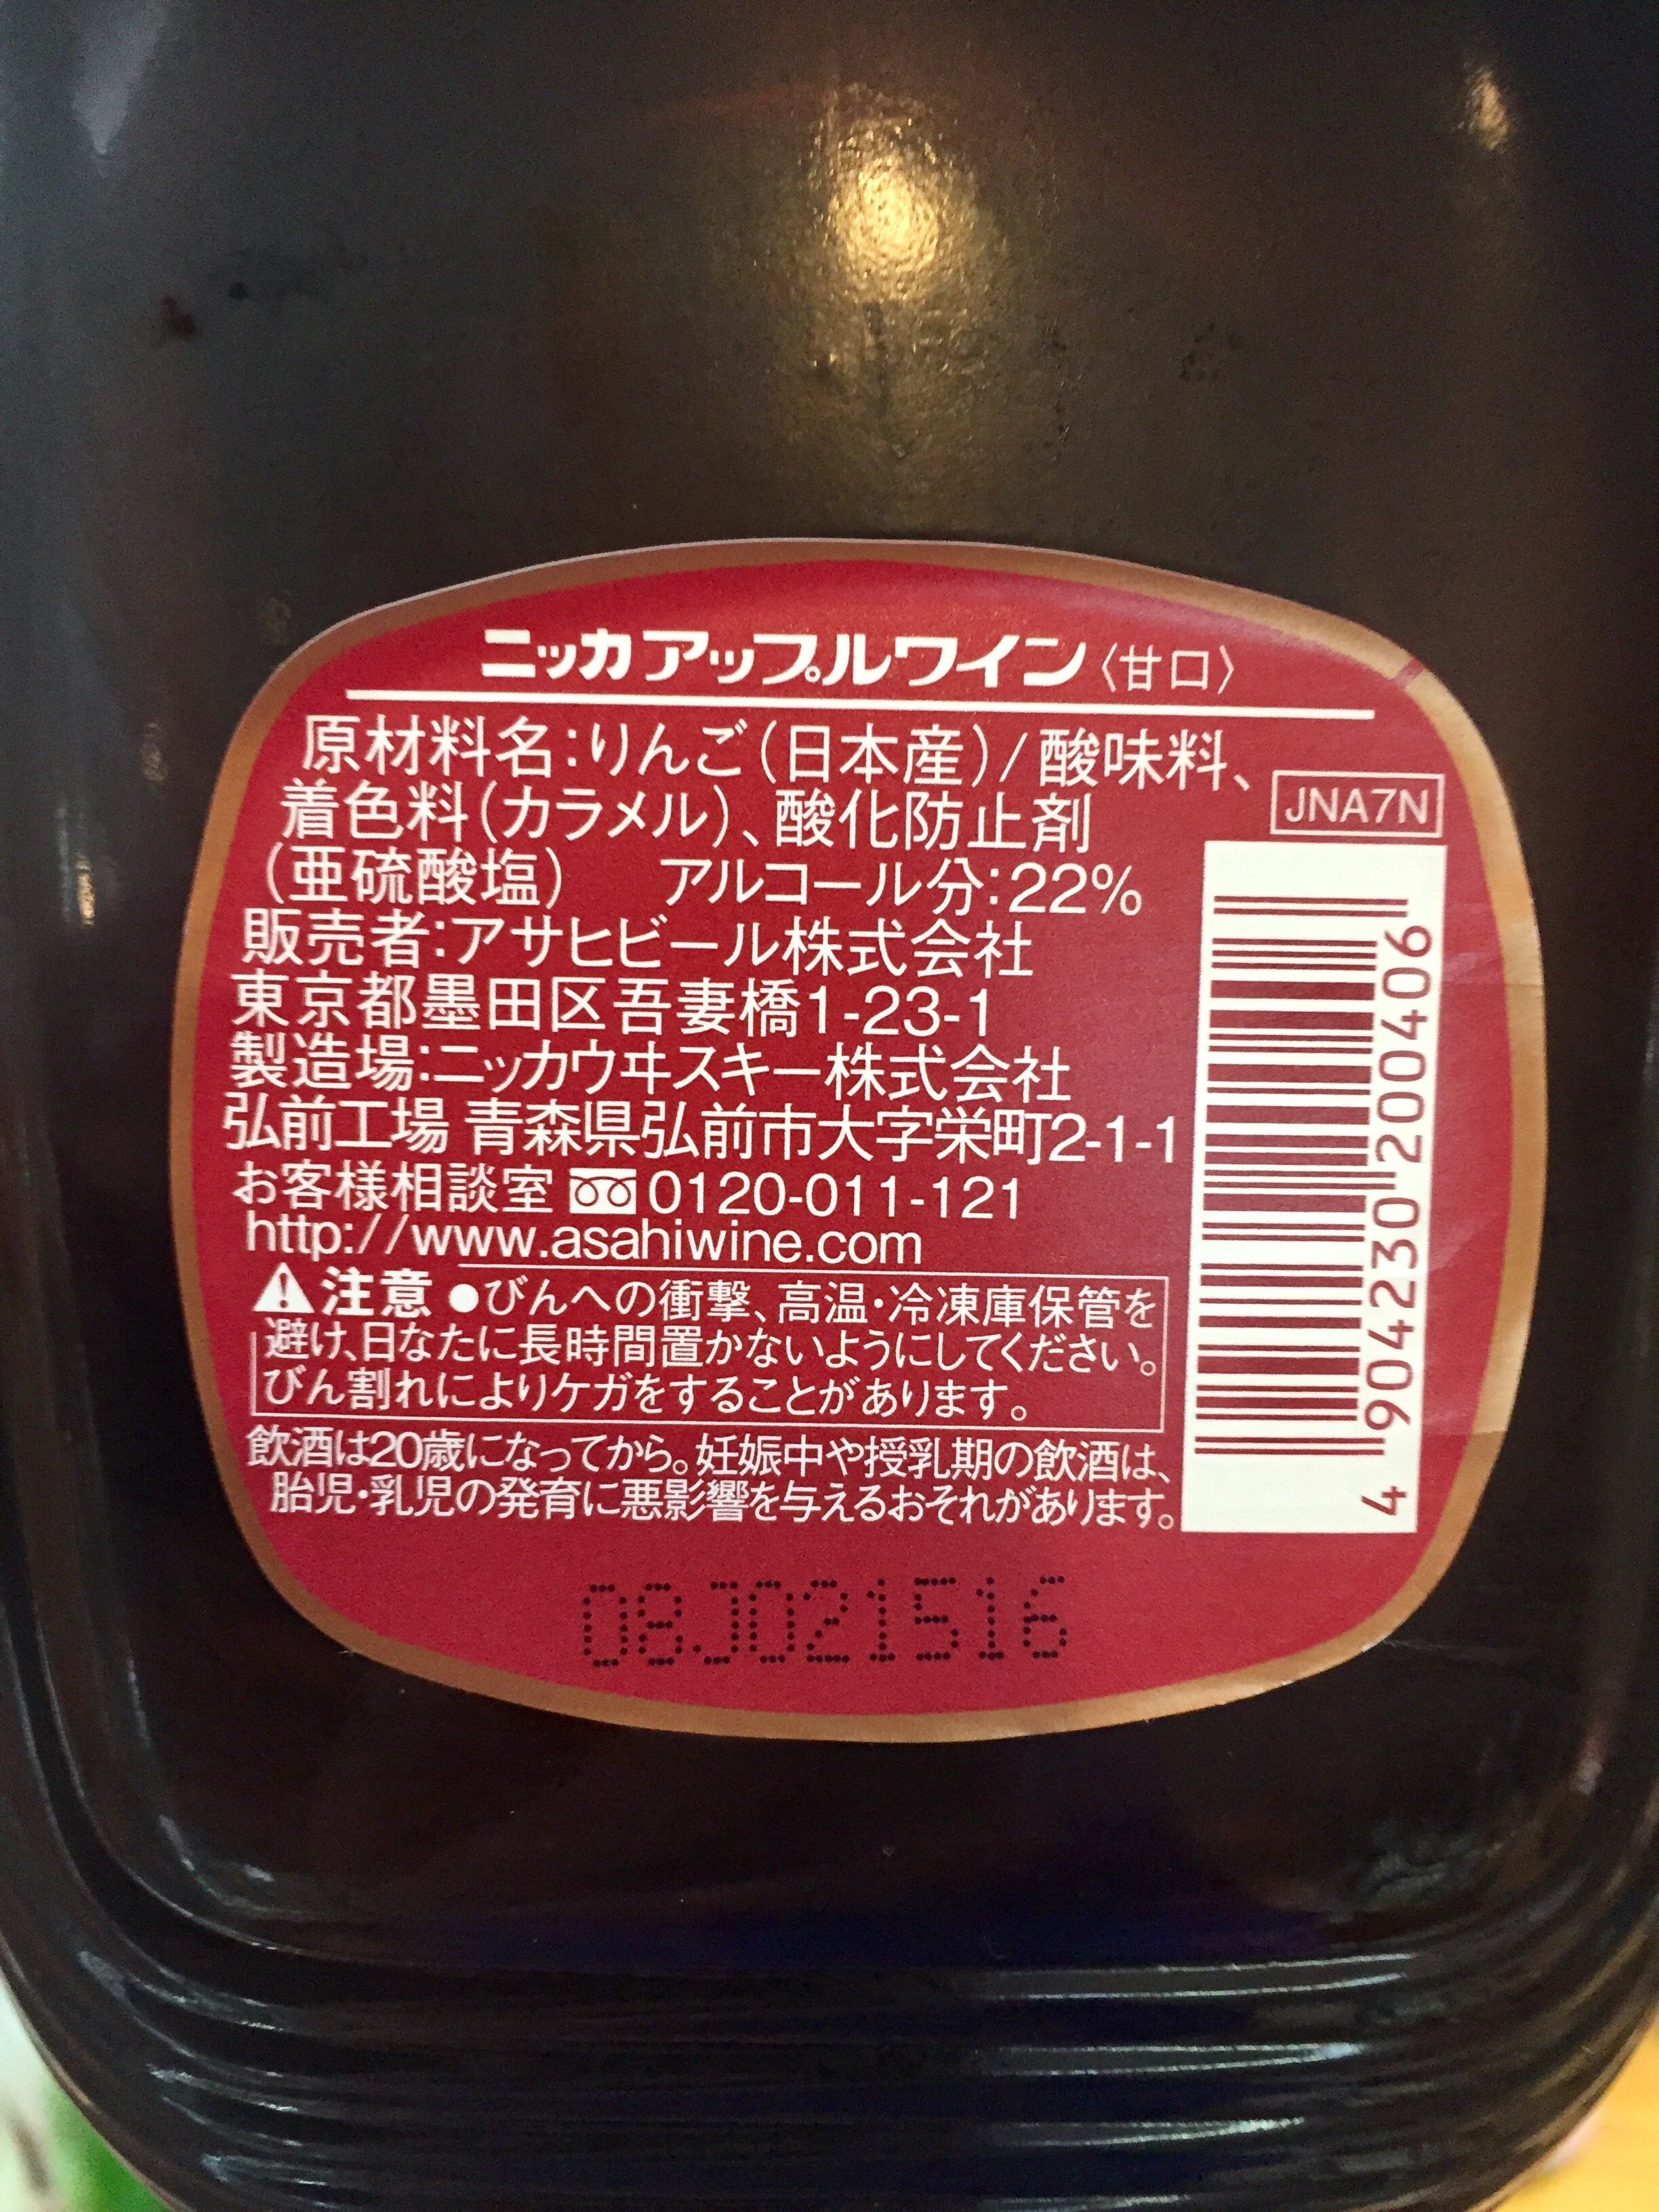 ニッカアップルワイン〈甘口〉
原材料名:りんご(日本産)/酸味料、
着色料(カラメル)、酸化防止剤
(亜硫酸塩) アルコール分:22%
販売者:アサヒビール株式会社
東京都墨田区吾妻橋1-23-1
製造場:ニッカウヰスキー株式会社
弘前工場 青森県弘前市大字栄町2-1-1
お客様相談室 0120-011-121
http://www.asahiwine.com
注意 ●びんへの衝撃、高温・冷凍庫保管を
避け、日なたに長時間置かないようにしてください。
びん割れによりケガをすることがあります。
飲酒は20歳になってから。妊娠中や授乳期の飲酒は、
胎児・乳児の発育に悪影響を与えるおそれがあります。
JNA7N
4 904230 200406
08J021516